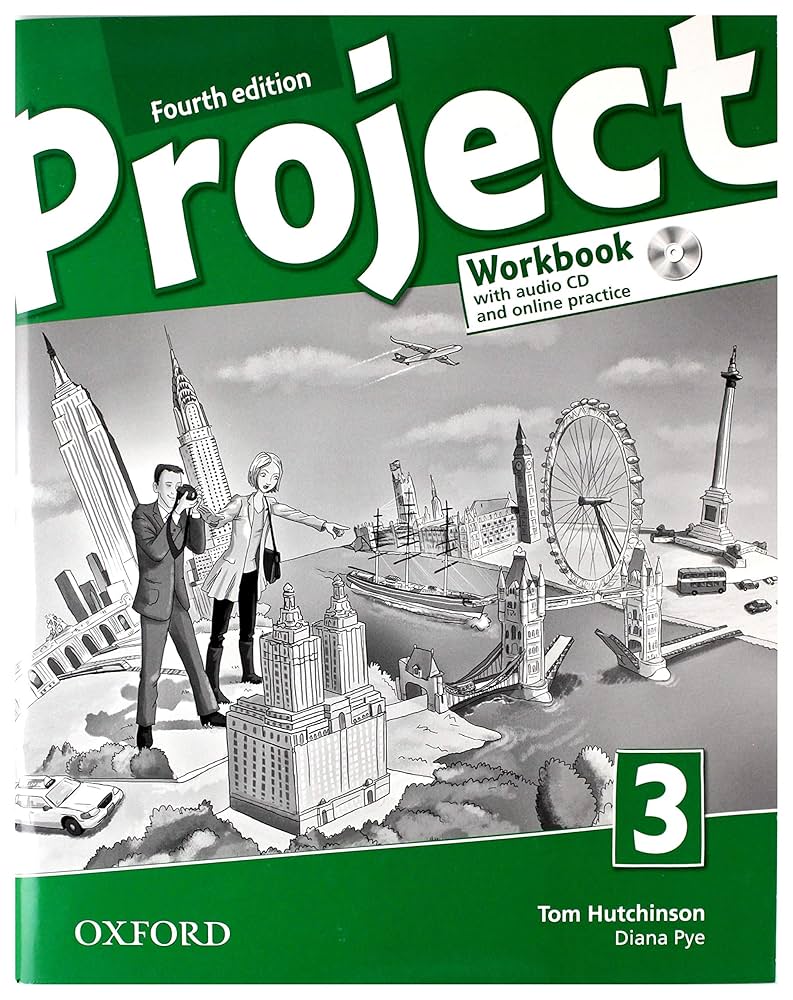 Fourth edition
Project
Workbook
with audio CD
and online practice
3
Tom Hutchinson
Diana Pye
OXFORD